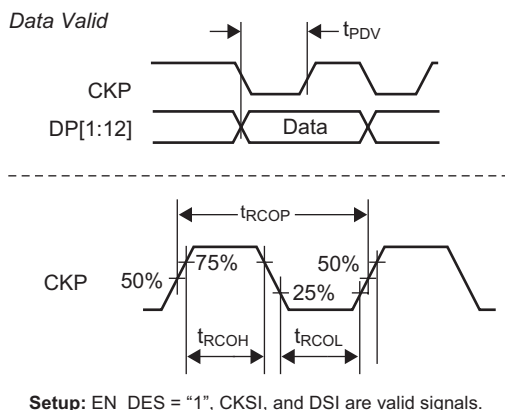 Data Valid
tPDV
CKP
DP[1:12]
Data
tRCOP
75%
50%
50%
CKP
25%
tRCOH
tRCOL
Setup: EN_DES = “1”, CKSI, and DSI are valid signals.